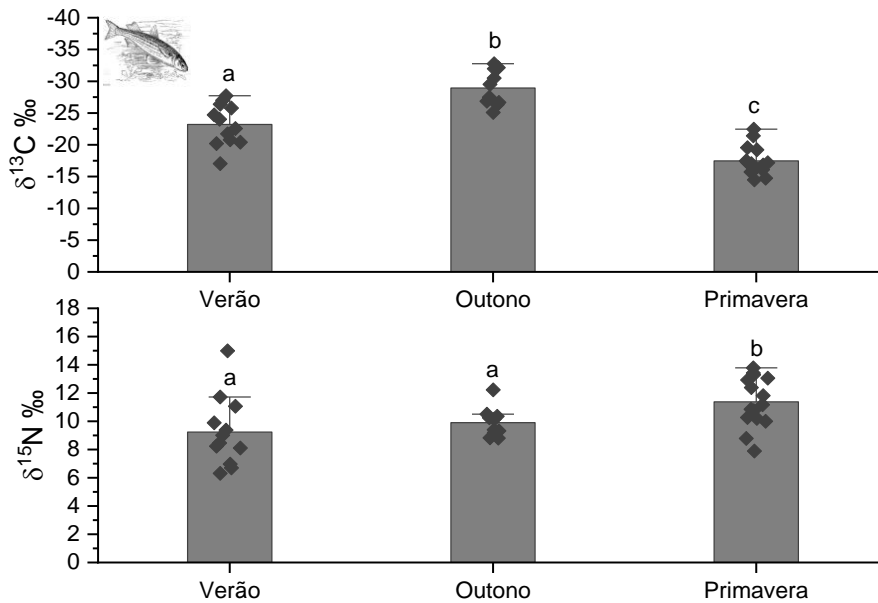 -40
-35
-30
-25
-20
-15
-10
-5
0
δ¹³C ‰
a
b
c
Verão Outono Primavera
18
16
14
12
10
8
6
4
2
0
δ¹⁵N ‰
a
a
b
Verão Outono Primavera